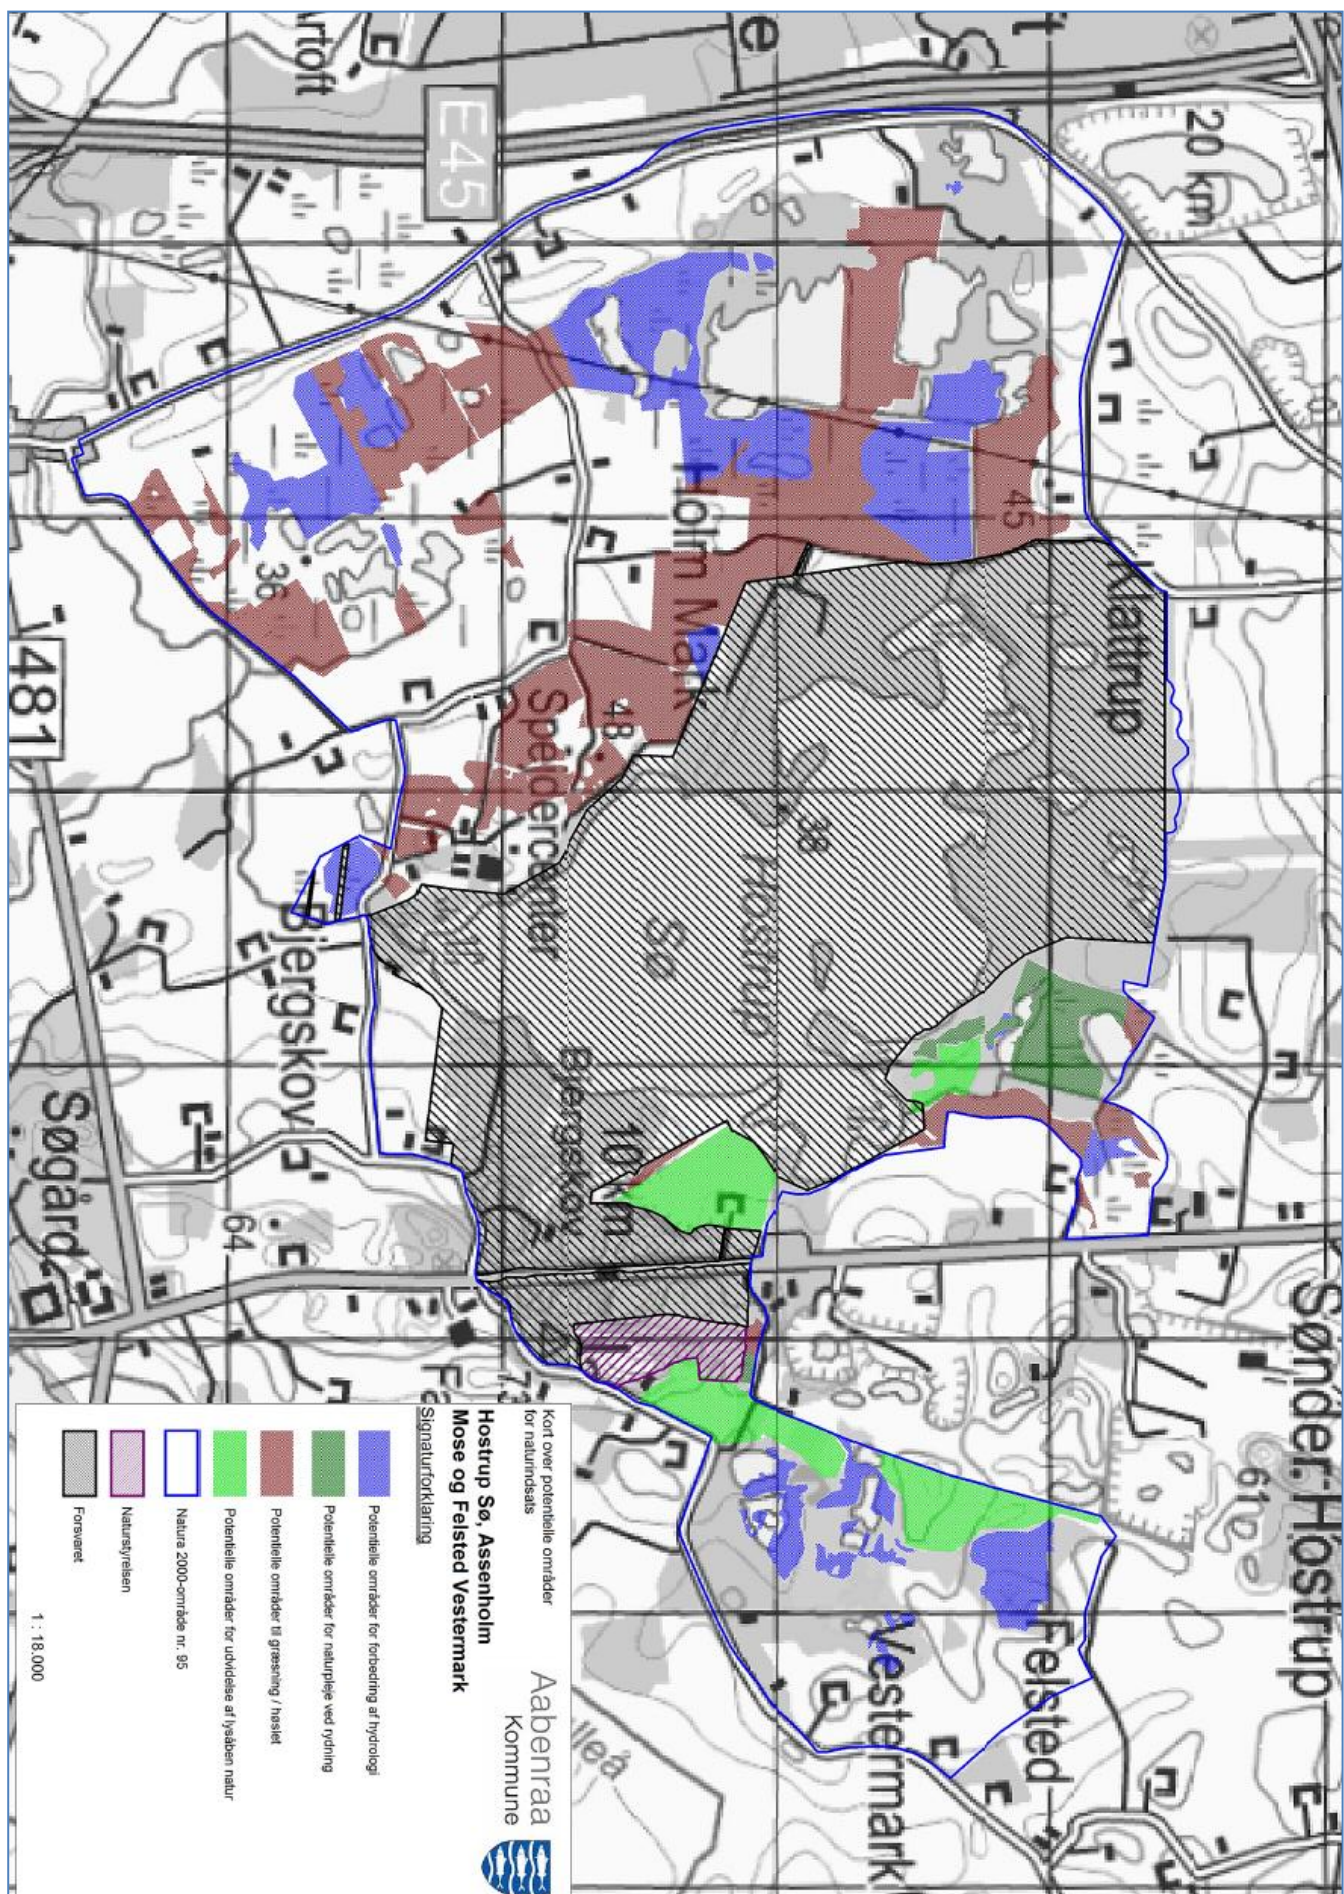 Sønder Hostrup
20 km
Klattrup
45
61
Felsted
Vestermark
Hostrup
Sø
38
Holm Mark
48
Spejdercenter
Bjergskov
E45
36
Bjergskov
64
Søgård
481
73
Kort over potentielle områder
for naturindsats
Hostrup Sø, Assenholm
Mose og Felsted Vestermark
Aabenraa
Kommune
Signaturforklaring
Potentielle områder for forbedring af hydrologi
Potentielle områder for naturpleje ved rydning
Potentielle områder til græsning / høslet
Potentielle områder for udvidelse af lysåben natur
Natura 2000-område nr. 95
Naturstyrelsen
Forsvaret
1 : 18.000